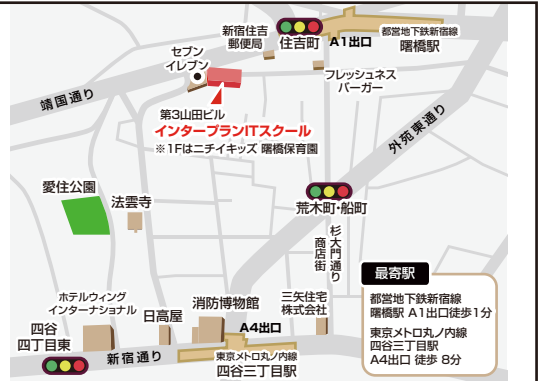 新宿住吉
郵便局
住吉町
A1出口
都営地下鉄新宿線
曙橋駅
セブン
イレブン
フレッシュネス
バーガー
靖国通り
第3山田ビル
インタープランITスクール
※1Fはニチイキッズ 曙橋保育園
外苑東通り
愛住公園
法雲寺
荒木町・船町
杉大門通り
商店街
最寄駅
都営地下鉄新宿線
曙橋駅 A1出口徒歩1分
東京メトロ丸ノ内線
四谷三丁目駅
A4出口 徒歩 8分
ホテルウィング
インターナショナル
日高屋
消防博物館
A4出口
三矢住宅
株式会社
四谷
四丁目東
新宿通り
東京メトロ丸ノ内線
四谷三丁目駅